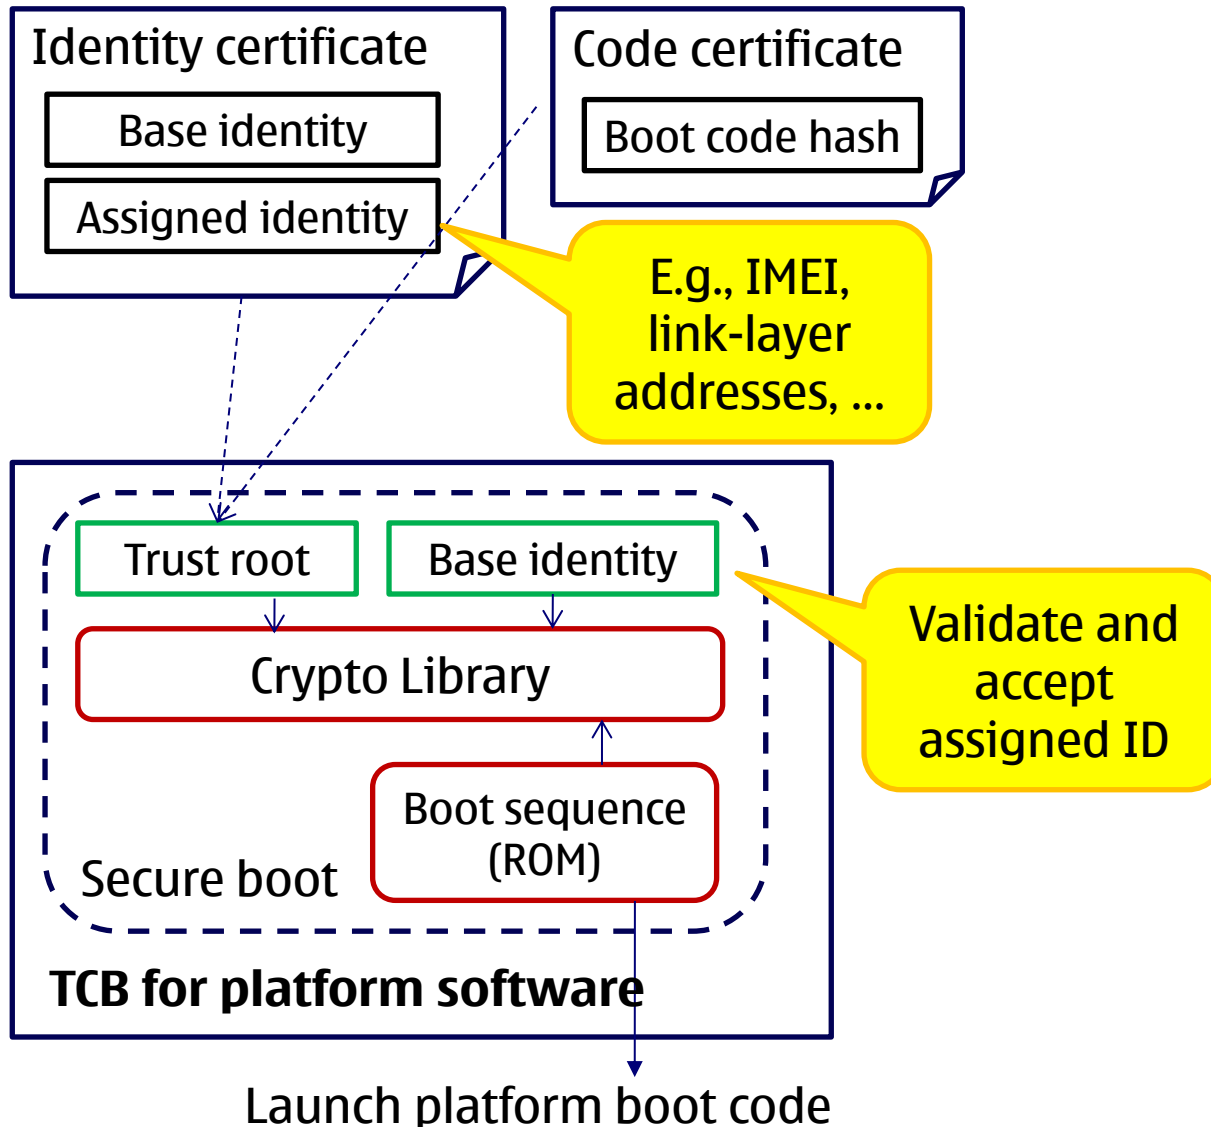 Identity certificate
Base identity
Assigned identity
Code certificate
Boot code hash
E.g., IMEI,
link-layer
addresses, ...
Trust root
Base identity
Crypto Library
Boot sequence
(ROM)
Secure boot
TCB for platform software
Validate and
accept
assigned ID
Launch platform boot code